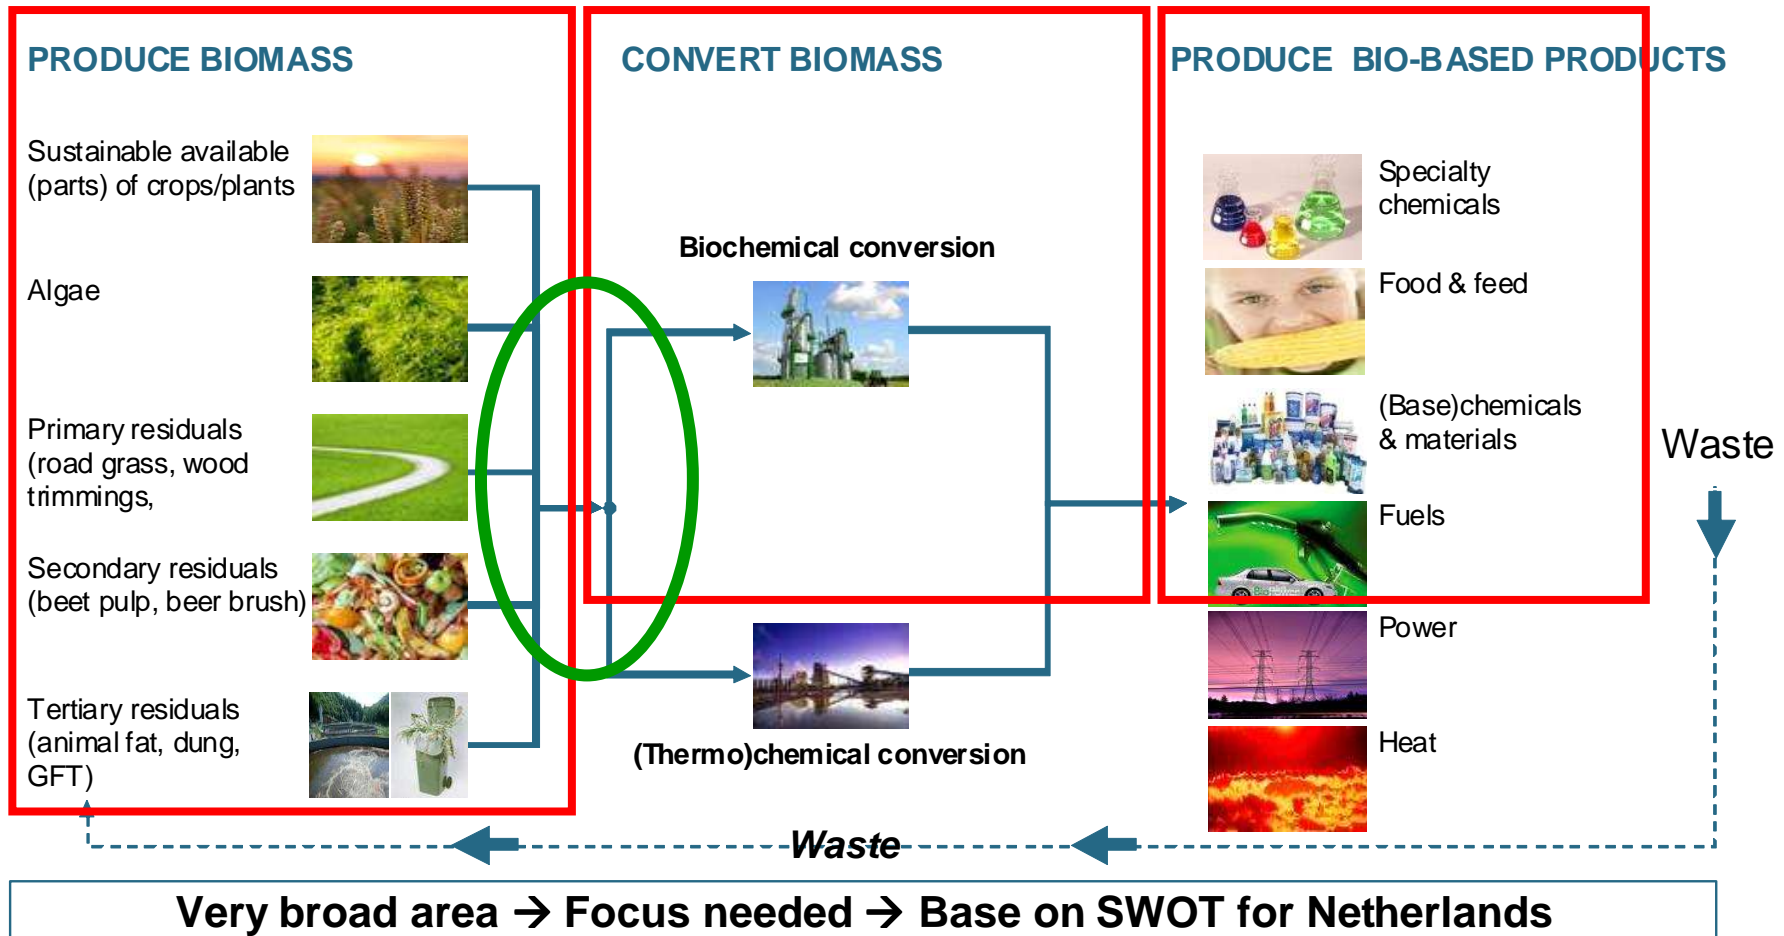 PRODUCE BIOMASS
CONVERT BIOMASS
PRODUCE BIO-BASED PRODUCTS
Sustainable available
(parts) of crops/plants
Algae
Primary residuals
(road grass, wood
trimmings,
Secondary residuals
(beet pulp, beer brush)
Tertiary residuals
(animal fat, dung,
GFT)
Biochemical conversion
(Thermo)chemical conversion
Specialty
chemicals
Food & feed
(Base)chemicals
& materials
Fuels
Power
Heat
Waste
Waste
Very broad area → Focus needed → Base on SWOT for Netherlands